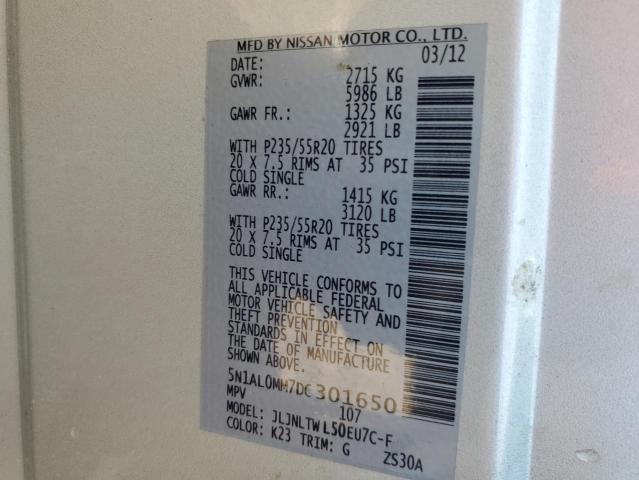 MFD BY NISSAN MOTOR CO., LTD.
DATE: 03/12
GVWR: 2715 KG
5986 LB
GAWR FR.: 1325 KG
2921 LB
WITH P235/55R20 TIRES
20 X 7.5 RIMS AT 35 PSI
COLD SINGLE
GAWR RR.: 1415 KG
3120 LB
WITH P235/55R20 TIRES
20 X 7.5 RIMS AT 35 PSI
COLD SINGLE
THIS VEHICLE CONFORMS TO
ALL APPLICABLE FEDERAL
MOTOR VEHICLE SAFETY AND
THEFT PREVENTION
STANDARDS IN EFFECT ON
THE DATE OF MANUFACTURE
SHOWN ABOVE.
5N1AL0MM7DC301650
MPV 107
MODEL: JLJNLTWL50EU7C-F
COLOR: K23 TRIM: G ZS30A